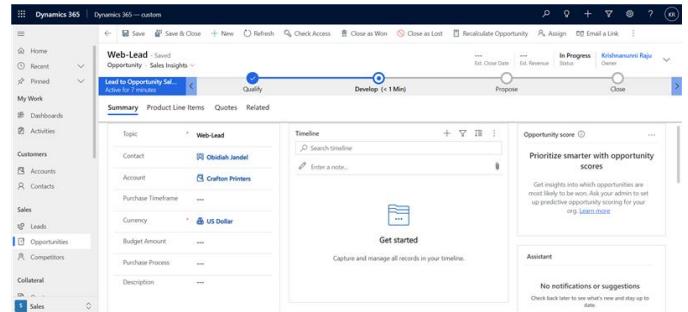 Dynamics 365 Dynamics 365 — custom KR
Save Save & Close New Refresh Check Access Close as Won Close as Lost Recalculate Opportunity Assign Email a Link
Home
Recent
Pinned
My Work
Dashboards
Activities
Customers
Accounts
Contacts
Sales
Leads
Opportunities
Competitors
Collateral
S Sales
Web-Lead - Saved
Opportunity · Sales Insights
---
Est. Close Date
---
Est. Revenue
In Progress
Status
Krishnanunni Raju
Owner
Lead to Opportunity Sal...
Active for 7 minutes
Qualify
Develop (< 1 Min)
Propose
Close
Summary Product Line Items Quotes Related
Topic * Web-Lead
Contact Obidiah Jandel
Account Crafton Printers
Purchase Timeframe ---
Currency * US Dollar
Budget Amount ---
Purchase Process ---
Description ---
Timeline
Search timeline
Enter a note...
Get started
Capture and manage all records in your timeline.
Opportunity score
Prioritize smarter with opportunity
scores
Get insights into which opportunities are
most likely to be won. Ask your admin to set
up predictive opportunity scoring for your
org. Learn more
Assistant
No notifications or suggestions
Check back later to see what's new and stay up to
date.